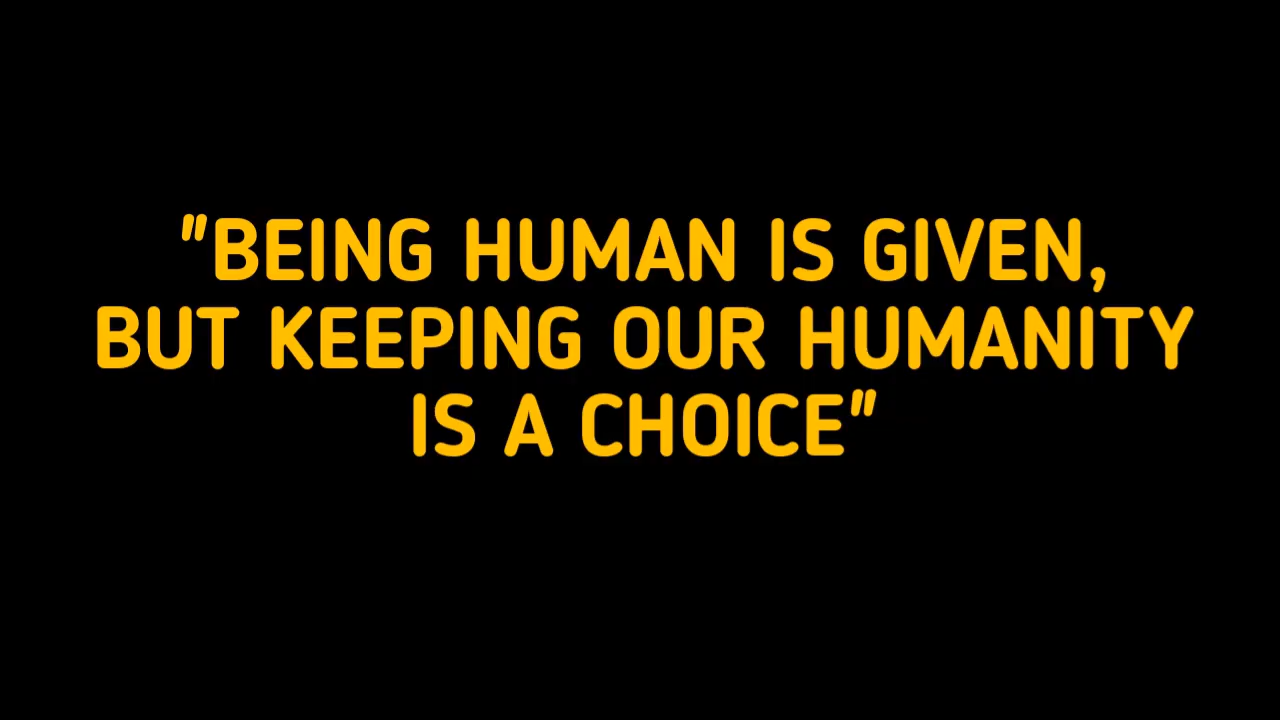 "BEING HUMAN IS GIVEN,
BUT KEEPING OUR HUMANITY
IS A CHOICE"